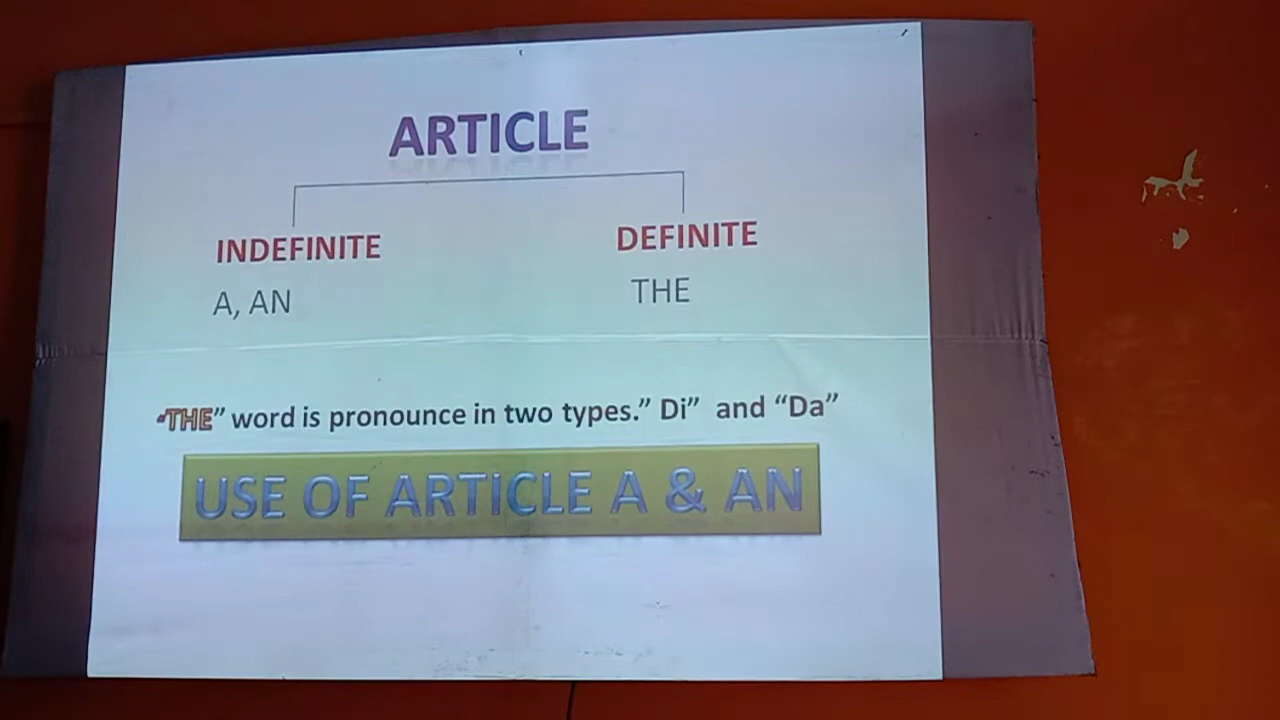 ARTICLE
INDEFINITE DEFINITE
A, AN THE
“THE” word is pronounce in two types.” Di” and “Da”
USE OF ARTICLE A & AN